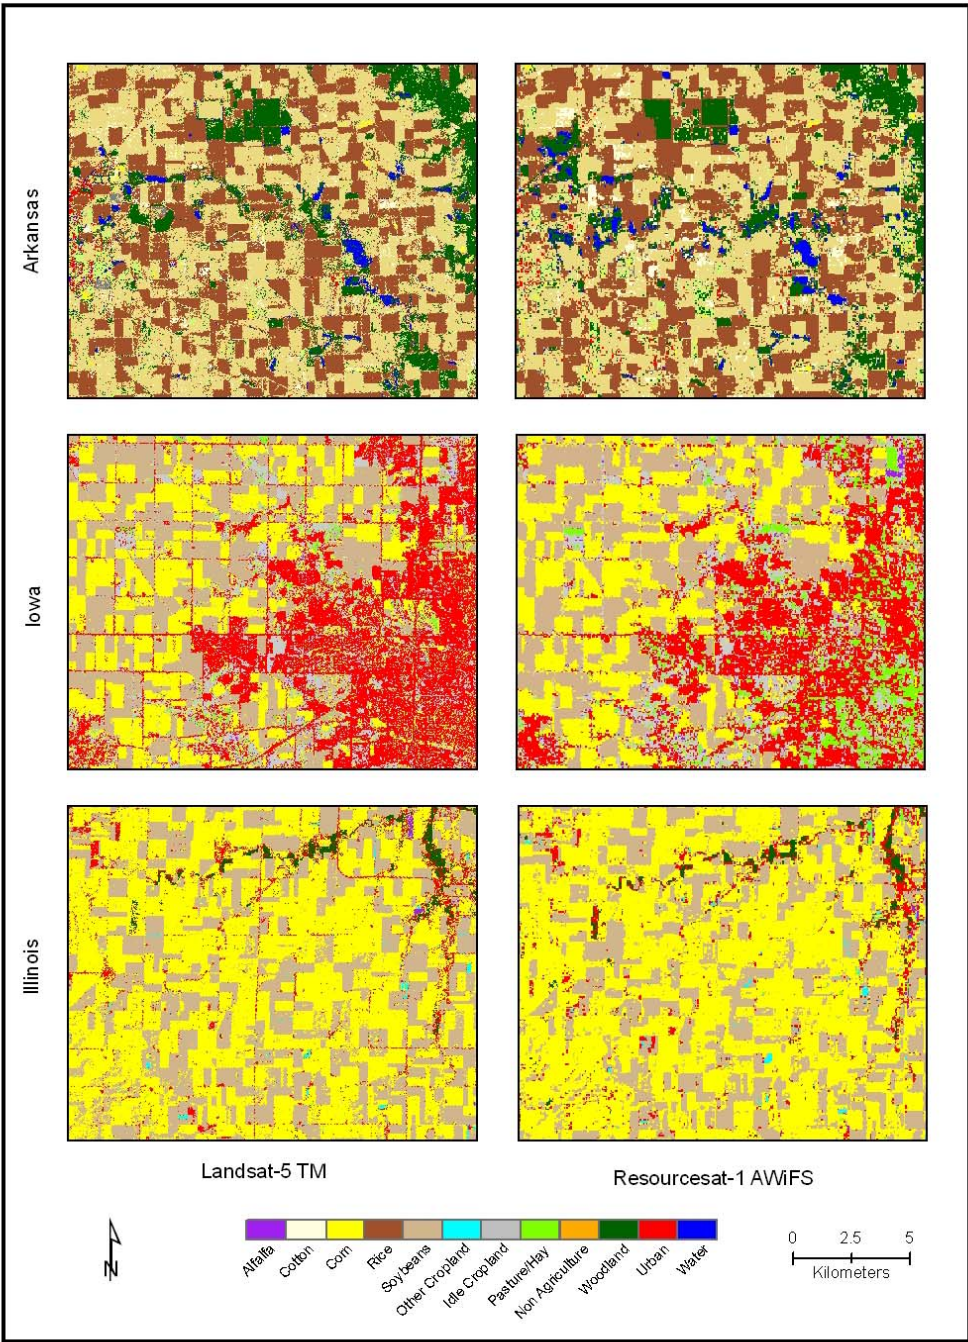 Arkansas
Iowa
Illinois
Landsat-5 TM
Resourcesat-1 AWiFS
N
Alfalfa
Cotton
Corn
Rice
Soybeans
Other Cropland
Idle Cropland
Pasture/Hay
Non Agriculture
Woodland
Urban
Water
0 2.5 5
Kilometers